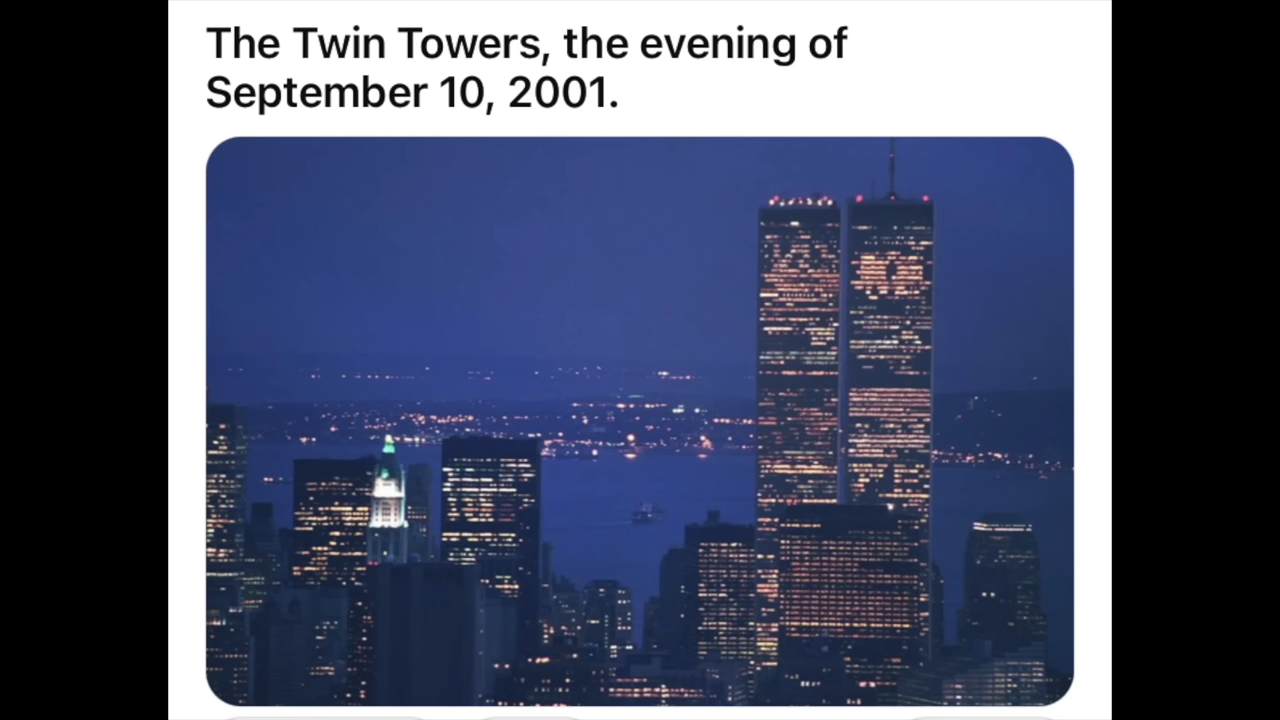 The Twin Towers, the evening of
September 10, 2001.